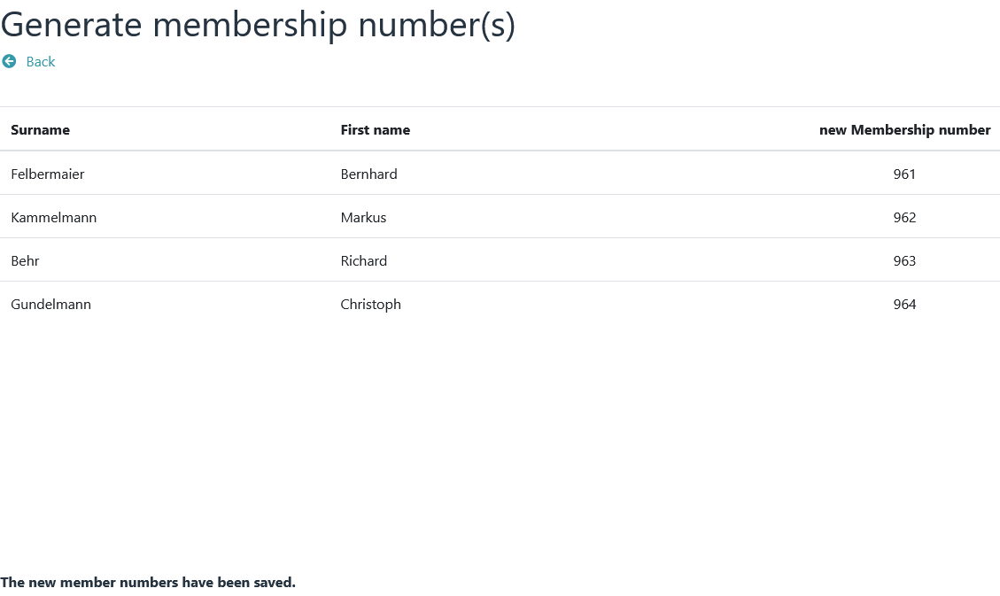 Generate membership number(s)
Back
Surname First name new Membership number
Felbermaier Bernhard 961
Kammelmann Markus 962
Behr Richard 963
Gundelmann Christoph 964
The new member numbers have been saved.